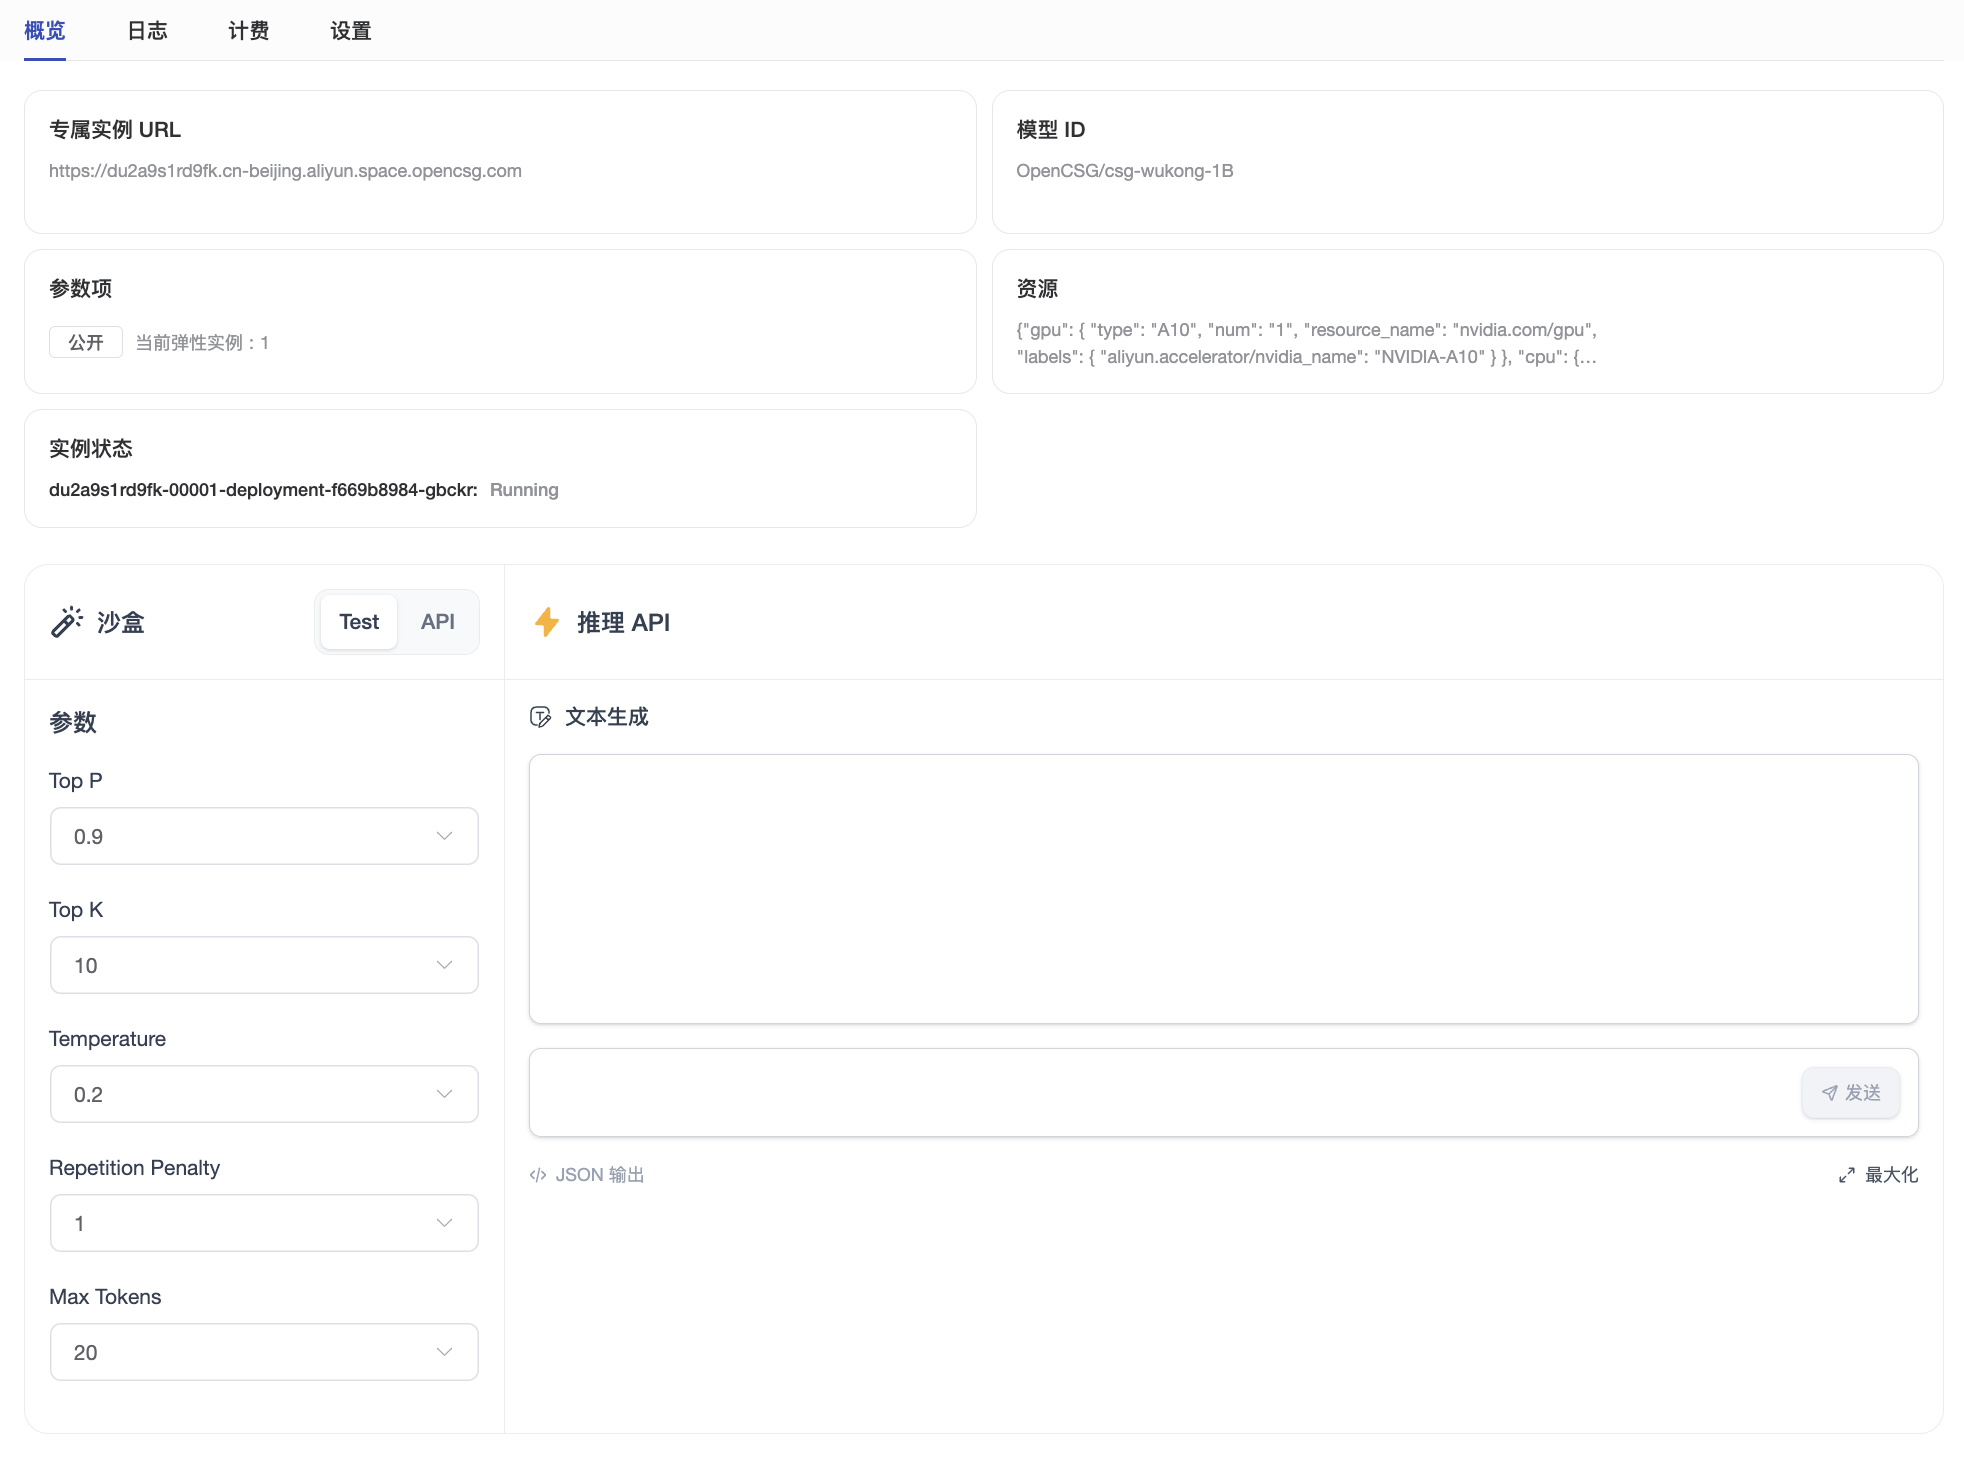 概览 日志 计费 设置
专属实例 URL
https://du2a9s1rd9fk.cn-beijing.aliyun.space.opencsg.com
模型 ID
OpenCSG/csg-wukong-1B
参数项
公开 当前弹性实例：1
资源
{"gpu": { "type": "A10", "num": "1", "resource_name": "nvidia.com/gpu",
"labels": { "aliyun.accelerator/nvidia_name": "NVIDIA-A10" } }, "cpu": {...
实例状态
du2a9s1rd9fk-00001-deployment-f669b8984-gbckr: Running
沙盒 Test API
参数
Top P
0.9
Top K
10
Temperature
0.2
Repetition Penalty
1
Max Tokens
20
推理 API
文本生成
发送
JSON 输出 最大化